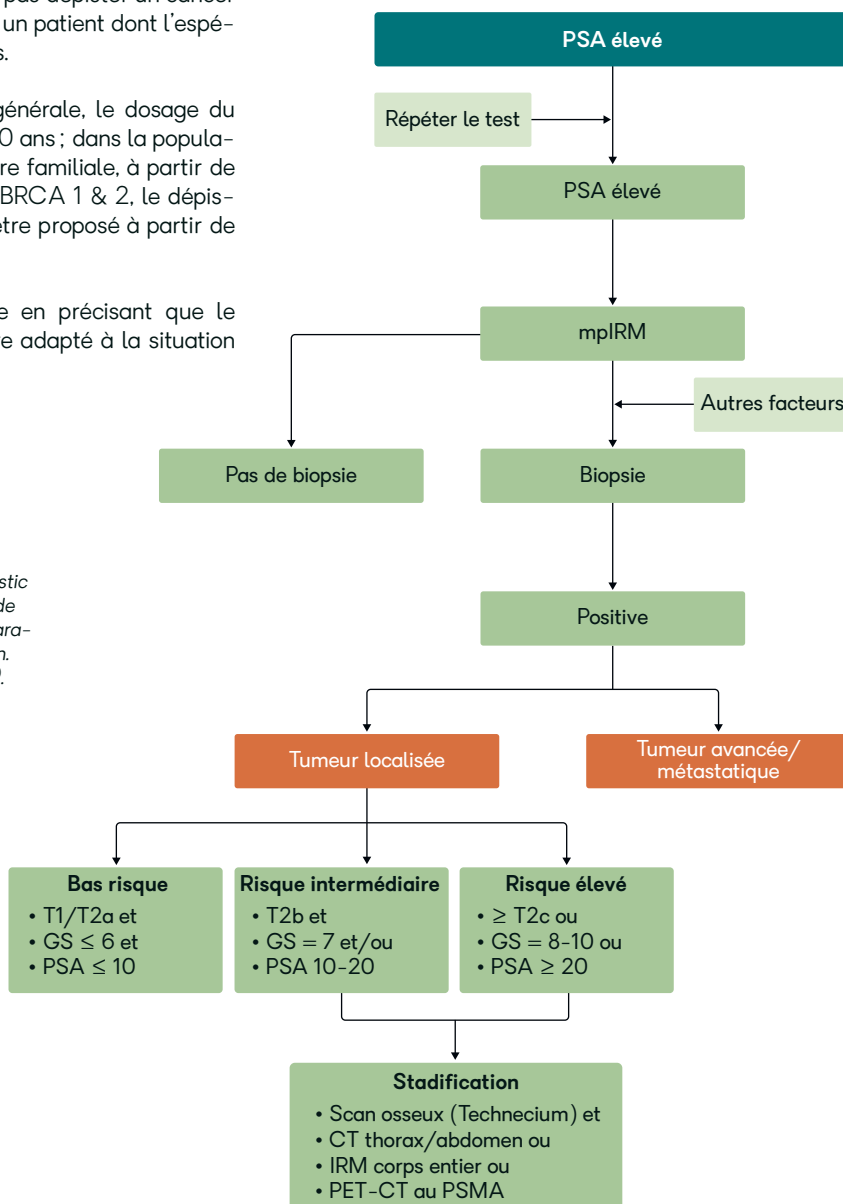 pas dépister un cancer
un patient dont l'espé-
s.
générale, le dosage du
0 ans ; dans la popula-
re familiale, à partir de
BRCA 1 & 2, le dépis-
être proposé à partir de
e en précisant que le
re adapté à la situation
stic
de
ara-
n.
).
PSA élevé
Répéter le test
PSA élevé
mpIRM
Autres facteurs
Pas de biopsie
Biopsie
Positive
Tumeur localisée
Tumeur avancée/
métastatique
Bas risque
• T1/T2a et
• GS ≤ 6 et
• PSA ≤ 10
Risque intermédiaire
• T2b et
• GS = 7 et/ou
• PSA 10-20
Risque élevé
• ≥ T2c ou
• GS = 8-10 ou
• PSA ≥ 20
Stadification
• Scan osseux (Technecium) et
• CT thorax/abdomen ou
• IRM corps entier ou
• PET-CT au PSMA